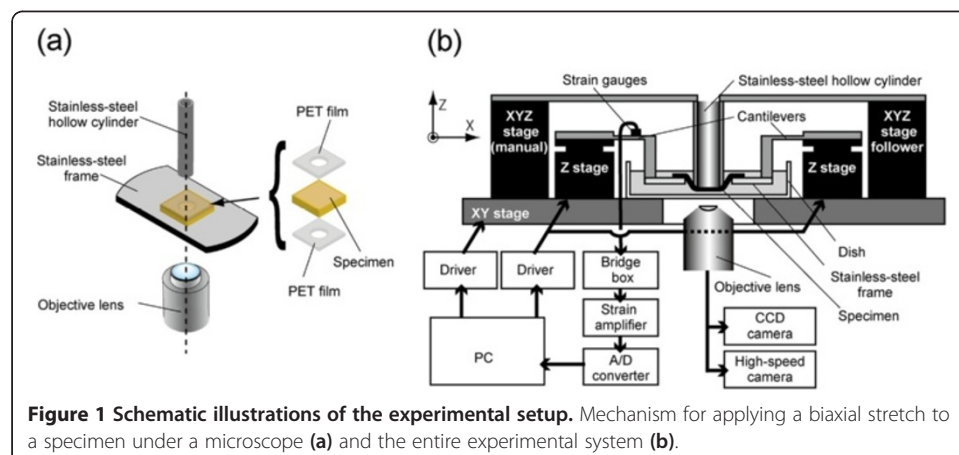 (a)
Stainless-steel
hollow cylinder
Stainless-steel
frame
Objective lens
PET film
Specimen
PET film
(b)
Z
X
Strain gauges
Stainless-steel hollow cylinder
Cantilevers
XYZ
stage
(manual)
Z stage
Z stage
XYZ
stage
follower
XY stage
Dish
Stainless-steel
frame
Specimen
Objective lens
Driver
Driver
Bridge
box
Strain
amplifier
A/D
converter
PC
CCD
camera
High-speed
camera
Figure 1 Schematic illustrations of the experimental setup. Mechanism for applying a biaxial stretch to
a specimen under a microscope (a) and the entire experimental system (b).